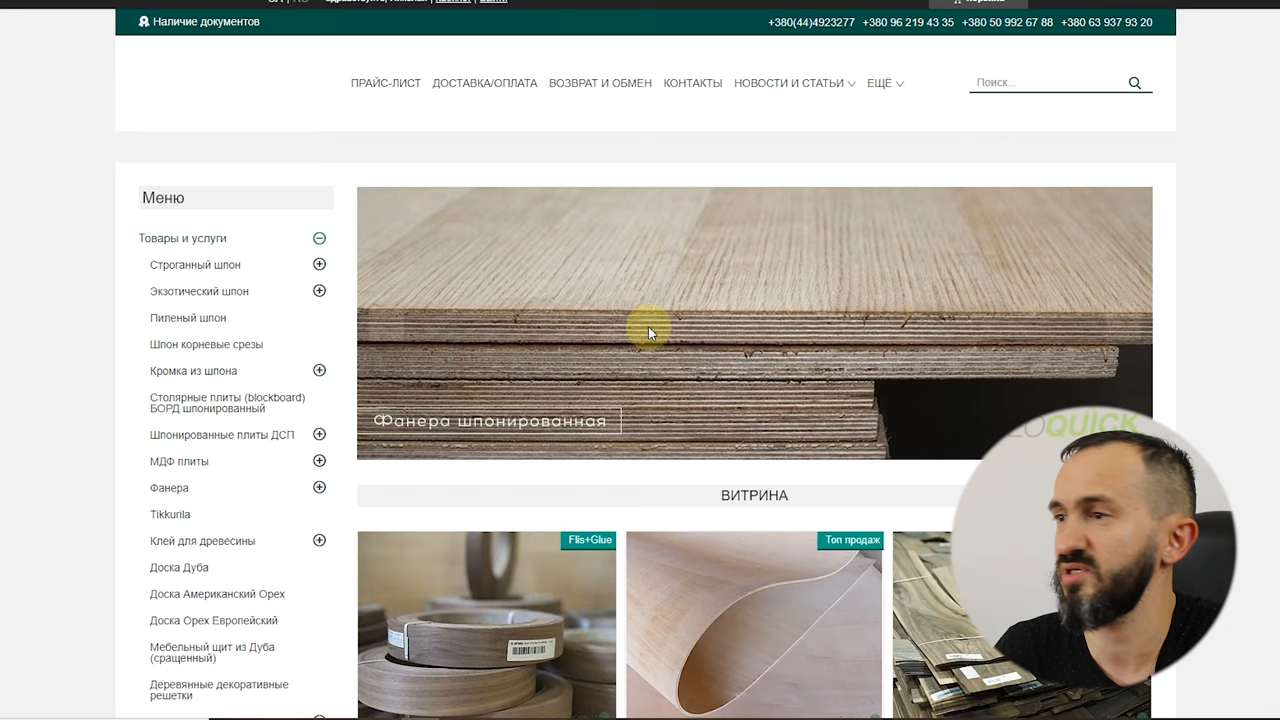 Наличие документов
+380(44)4923277 +380 96 219 43 35 +380 50 992 67 88 +380 63 937 93 20
ПРАЙС-ЛИСТ ДОСТАВКА/ОПЛАТА ВОЗВРАТ И ОБМЕН КОНТАКТЫ НОВОСТИ И СТАТЬИ ЕЩЁ
Поиск...
Меню
Товары и услуги
Строганный шпон
Экзотический шпон
Пиленый шпон
Шпон корневые срезы
Кромка из шпона
Столярные плиты (blockboard)
БОРД шпонированный
Шпонированные плиты ДСП
МДФ плиты
Фанера
Tikkurila
Клей для древесины
Доска Дуба
Доска Американский Орех
Доска Орех Европейский
Мебельный щит из Дуба
(сращенный)
Деревянные декоративные
решетки
Фанера шпонированная
QUICK
ВИТРИНА
Flis+Glue
Топ продаж